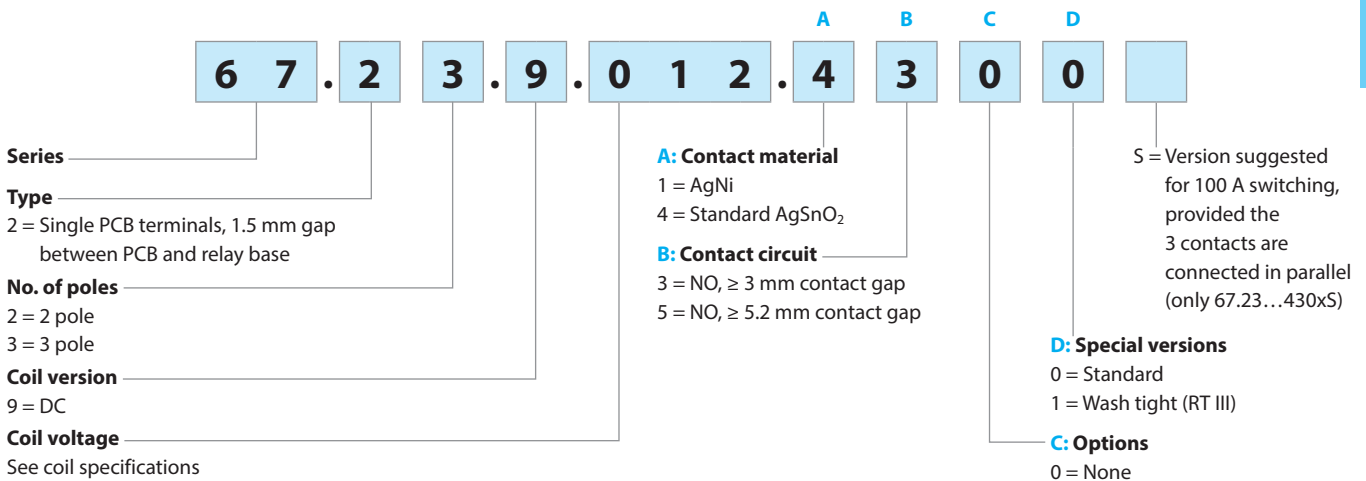 A B C D
6 7 . 2 3 . 9 . 0 1 2 . 4 3 0 0
Series
Type
2 = Single PCB terminals, 1.5 mm gap
between PCB and relay base
No. of poles
2 = 2 pole
3 = 3 pole
Coil version
9 = DC
Coil voltage
See coil specifications
A: Contact material
1 = AgNi
4 = Standard AgSnO₂
B: Contact circuit
3 = NO, ≥ 3 mm contact gap
5 = NO, ≥ 5.2 mm contact gap
S = Version suggested
for 100 A switching,
provided the
3 contacts are
connected in parallel
(only 67.23…430xS)
D: Special versions
0 = Standard
1 = Wash tight (RT III)
C: Options
0 = None